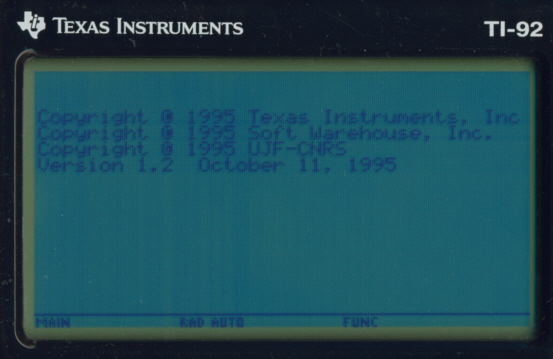 TEXAS INSTRUMENTS TI-92
Copyright @ 1995 Texas Instruments, Inc
Copyright @ 1995 Soft Warehouse, Inc.
Copyright @ 1995 UJF-CNRS
Version 1.2 October 11, 1995
MAIN RAD AUTO FUNC